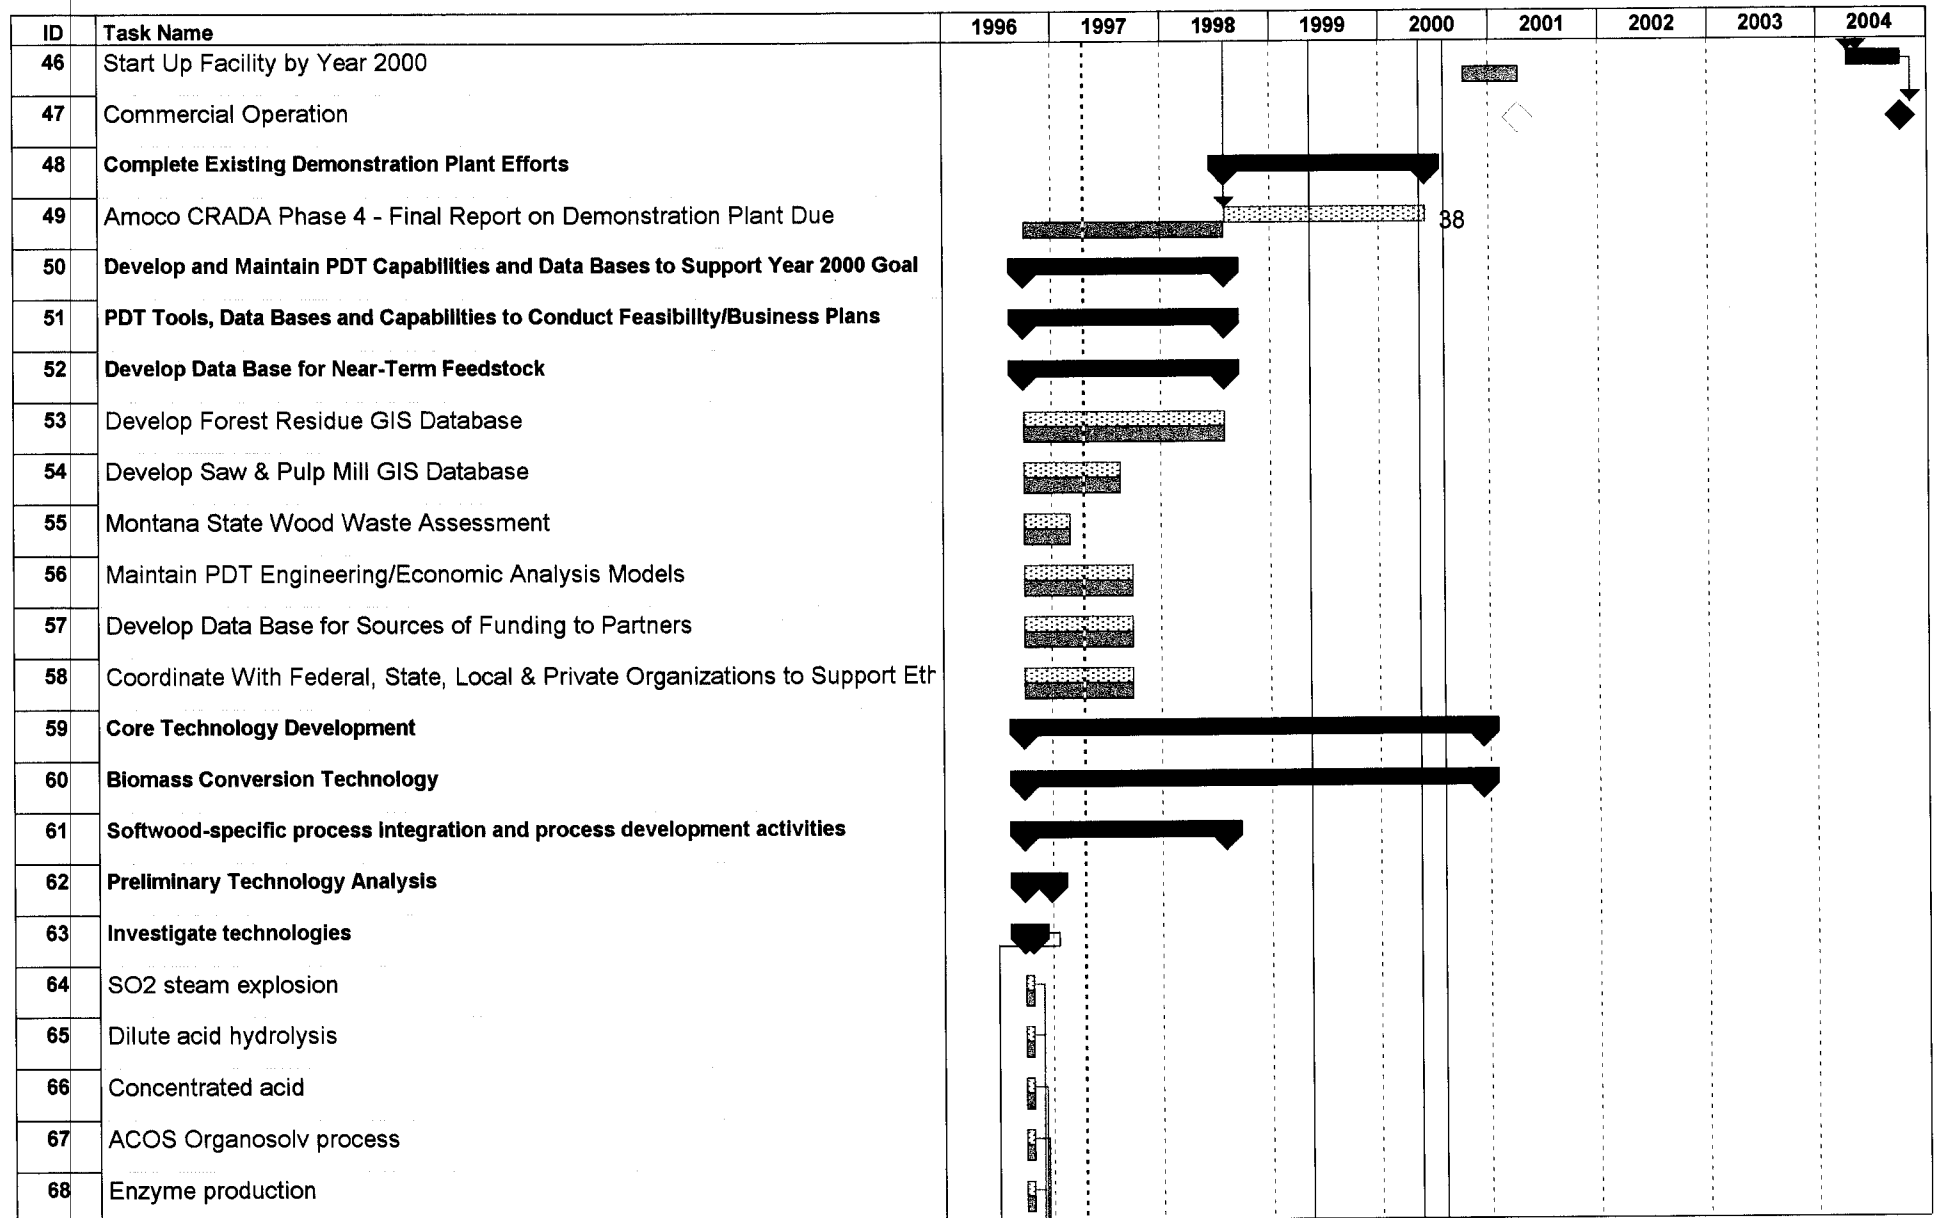 ID Task Name 1996 1997 1998 1999 2000 2001 2002 2003 2004
46 Start Up Facility by Year 2000
47 Commercial Operation
48 Complete Existing Demonstration Plant Efforts
49 Amoco CRADA Phase 4 - Final Report on Demonstration Plant Due 38
50 Develop and Maintain PDT Capabilities and Data Bases to Support Year 2000 Goal
51 PDT Tools, Data Bases and Capabilities to Conduct Feasibility/Business Plans
52 Develop Data Base for Near-Term Feedstock
53 Develop Forest Residue GIS Database
54 Develop Saw & Pulp Mill GIS Database
55 Montana State Wood Waste Assessment
56 Maintain PDT Engineering/Economic Analysis Models
57 Develop Data Base for Sources of Funding to Partners
58 Coordinate With Federal, State, Local & Private Organizations to Support Eth
59 Core Technology Development
60 Biomass Conversion Technology
61 Softwood-specific process integration and process development activities
62 Preliminary Technology Analysis
63 Investigate technologies
64 SO2 steam explosion
65 Dilute acid hydrolysis
66 Concentrated acid
67 ACOS Organosolv process
68 Enzyme production